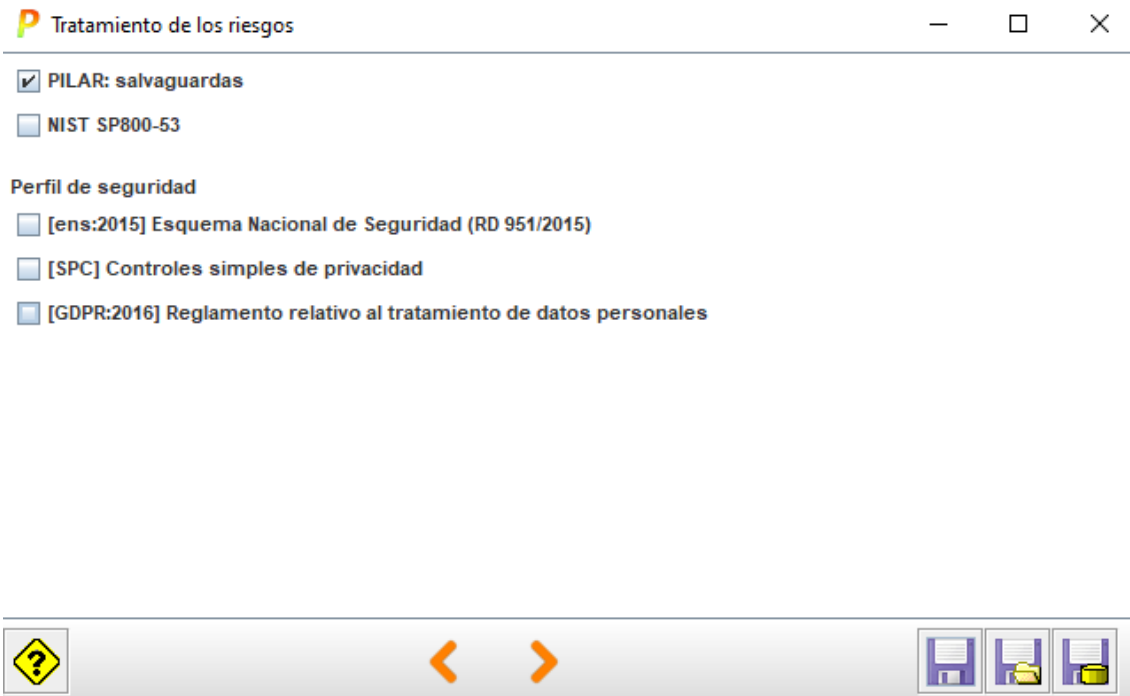 P Tratamiento de los riesgos
PILAR: salvaguardas
NIST SP800-53
Perfil de seguridad
[ens:2015] Esquema Nacional de Seguridad (RD 951/2015)
[SPC] Controles simples de privacidad
[GDPR:2016] Reglamento relativo al tratamiento de datos personales
?